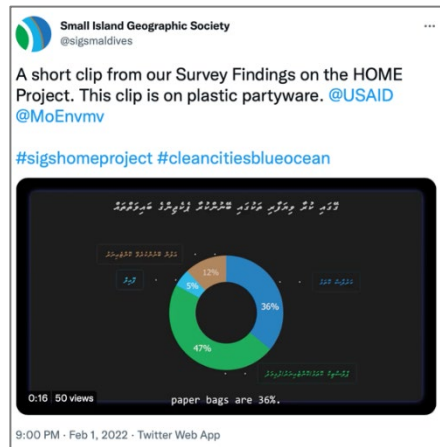 Small Island Geographic Society
@sigsmaldives
A short clip from our Survey Findings on the HOME
Project. This clip is on plastic partyware. @USAID
@MoEnvmv
#sigshomeproject #cleancitiesblueocean
12%
5%
36%
47%
0:16 50 views
paper bags are 36%.
9:00 PM · Feb 1, 2022 · Twitter Web App